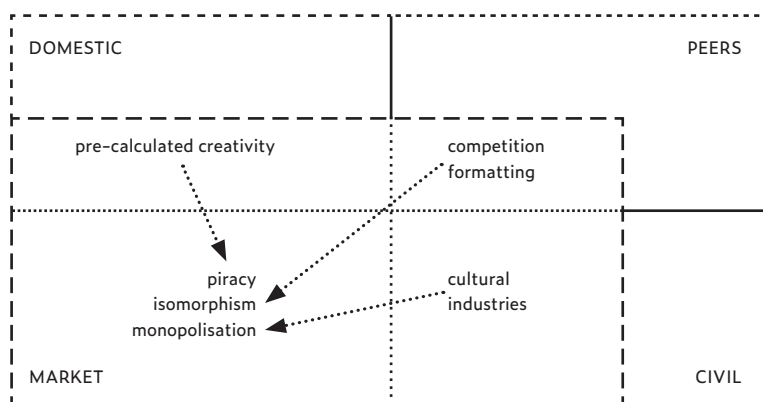 DOMESTIC
PEERS
pre-calculated creativity
competition
formatting
piracy
isomorphism
monopolisation
cultural
industries
MARKET
CIVIL